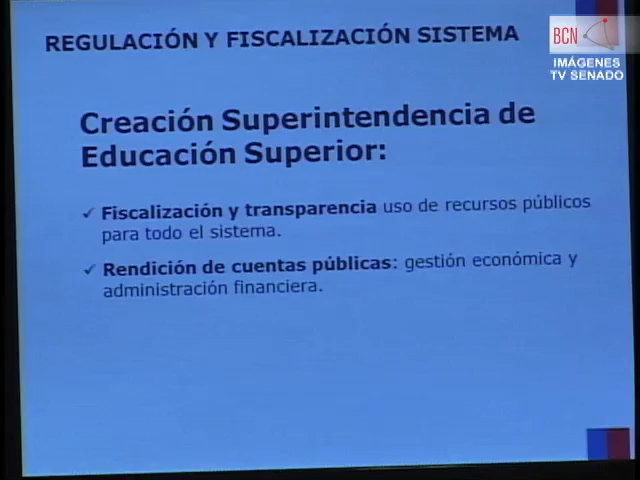 REGULACIÓN Y FISCALIZACIÓN SISTEMA
BCN
IMÁGENES
TV SENADO
Creación Superintendencia de
Educación Superior:
✓ Fiscalización y transparencia uso de recursos públicos
para todo el sistema.
✓ Rendición de cuentas públicas: gestión económica y
administración financiera.